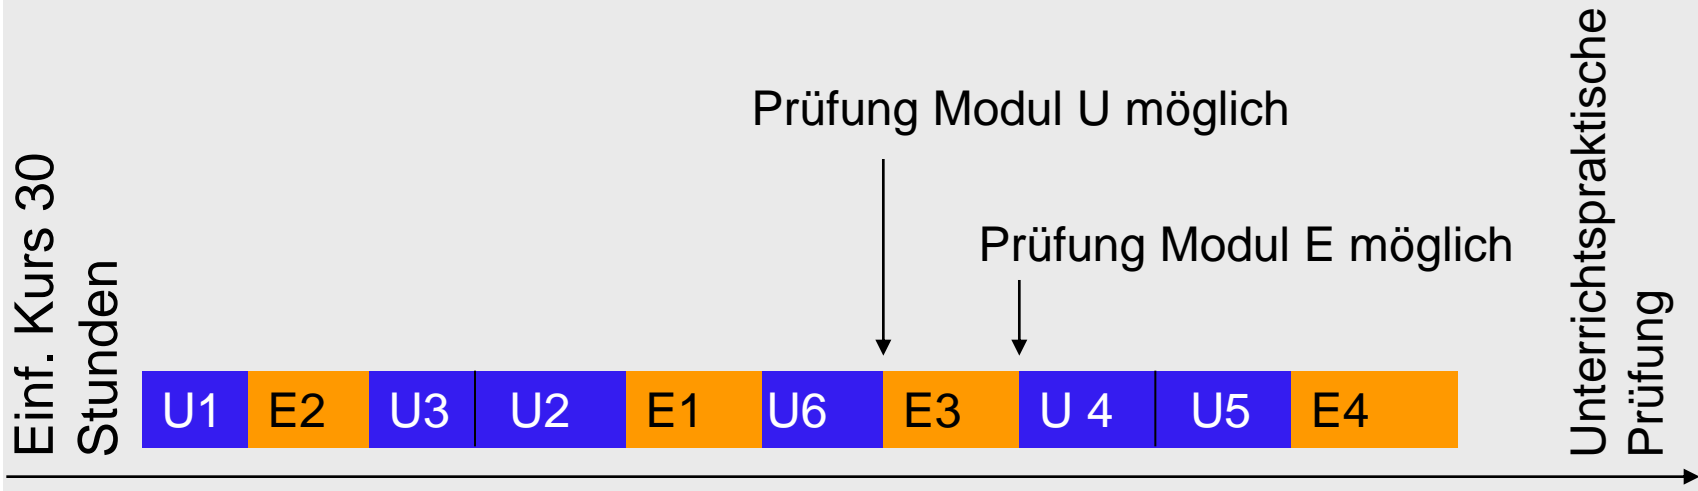 Einf. Kurs 30
Stunden
Prüfung Modul U möglich
Prüfung Modul E möglich
U1 E2 U3 U2 E1 U6 E3 U 4 U5 E4
Unterrichtspraktische
Prüfung